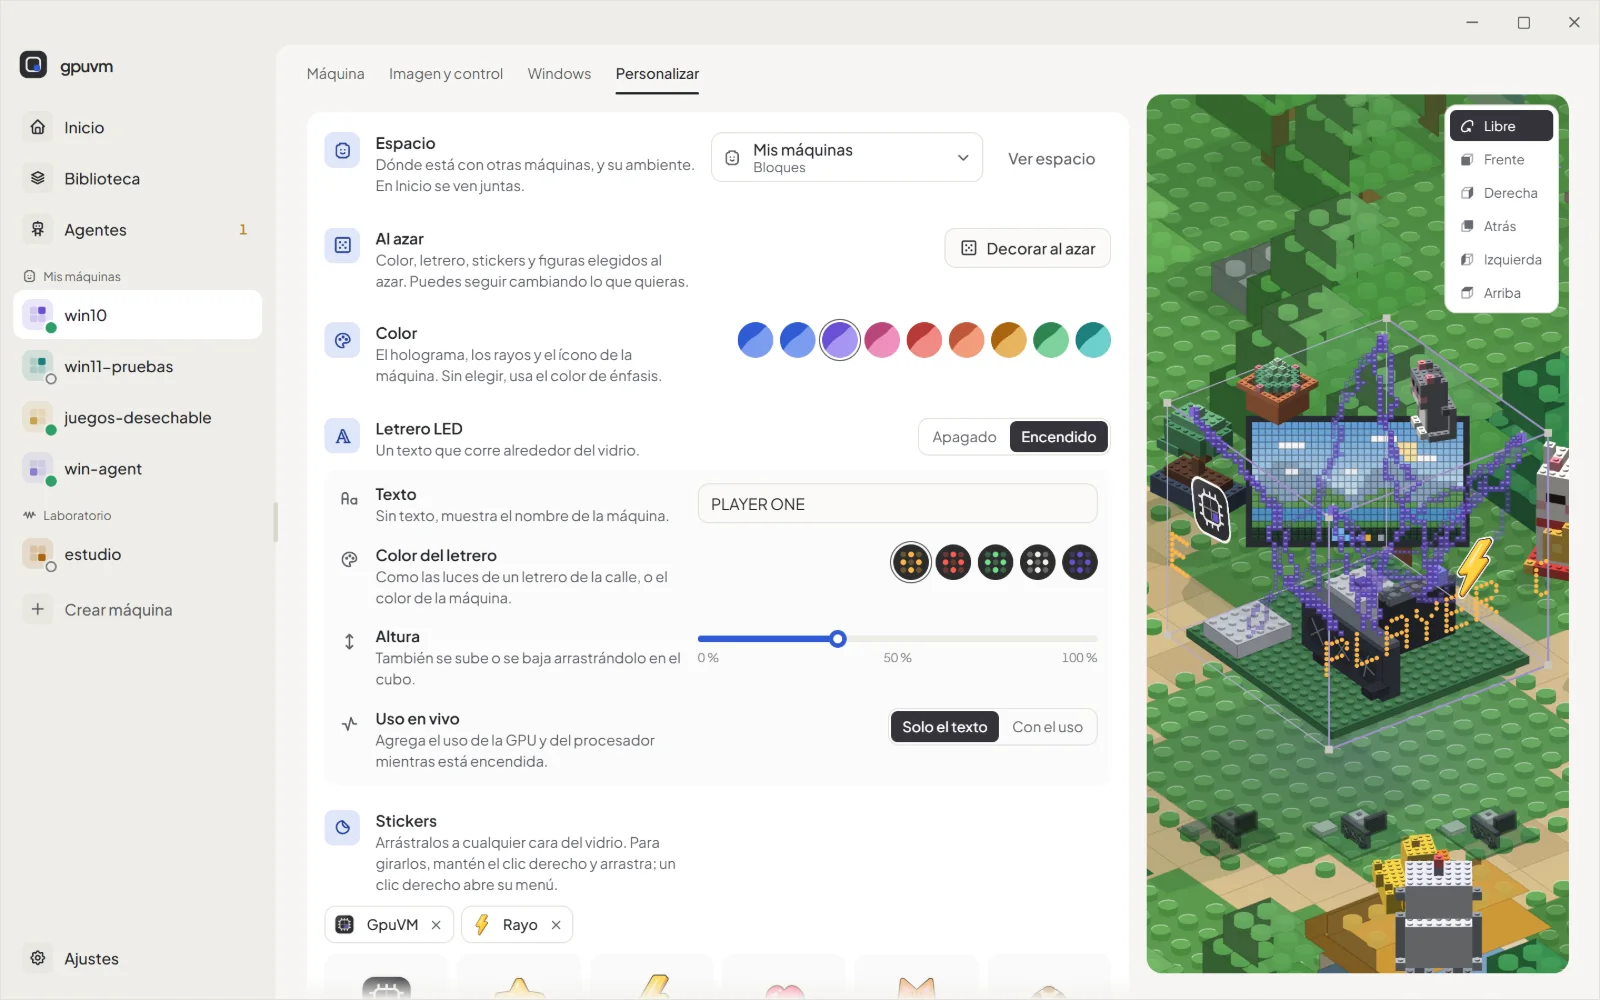 gpuvm
Inicio
Biblioteca
Agentes
1
Mis máquinas
win10
win11-pruebas
juegos-desechable
win-agent
Laboratorio
estudio
Crear máquina
Ajustes
Máquina
Imagen y control
Windows
Personalizar
Espacio
Dónde está con otras máquinas, y su ambiente.
En Inicio se ven juntas.
Mis máquinas
Bloques
Ver espacio
Al azar
Color, letrero, stickers y figuras elegidos al
azar. Puedes seguir cambiando lo que quieras.
Decorar al azar
Color
El holograma, los rayos y el ícono de la
máquina. Sin elegir, usa el color de énfasis.
Letrero LED
Un texto que corre alrededor del vidrio.
Apagado
Encendido
Aa
Texto
Sin texto, muestra el nombre de la máquina.
PLAYER ONE
Color del letrero
Como las luces de un letrero de la calle, o el
color de la máquina.
Altura
También se sube o se baja arrastrándolo en el
cubo.
0 %
50 %
100 %
Uso en vivo
Agrega el uso de la GPU y del procesador
mientras está encendida.
Solo el texto
Con el uso
Stickers
Arrástralos a cualquier cara del vidrio. Para
girarlos, mantén el clic derecho y arrastra; un
clic derecho abre su menú.
GpuVM
Rayo
Libre
Frente
Derecha
Atrás
Izquierda
Arriba